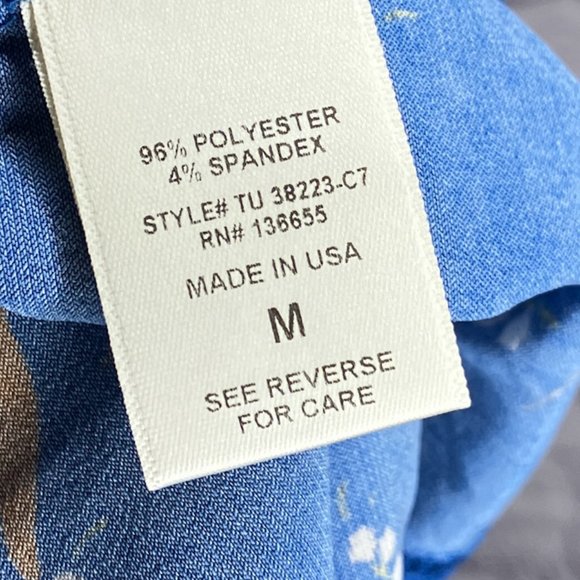 96% POLYESTER
4% SPANDEX
STYLE# TU 38223-C7
RN# 136655
MADE IN USA
M
SEE REVERSE
FOR CARE